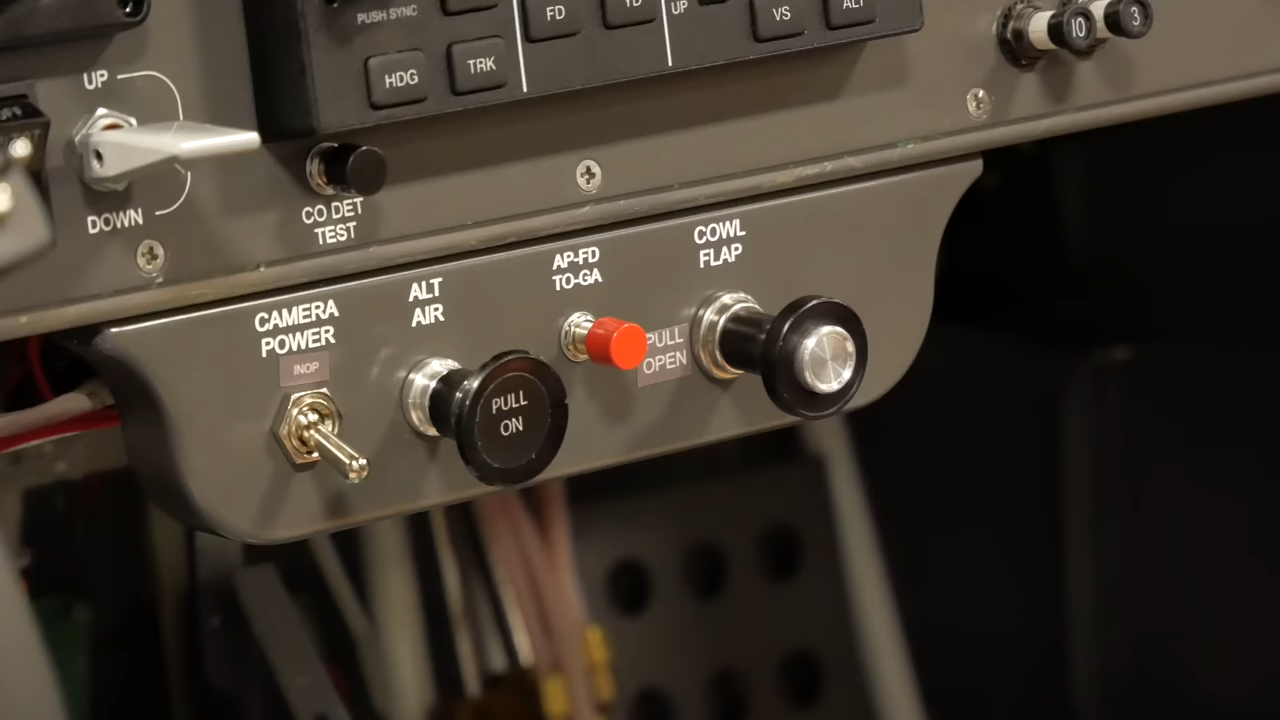 PUSH SYNC
FD
YD
UP
VS
ALT
HDG
TRK
10
3
UP
DOWN
CO DET
TEST
CAMERA
POWER
INOP
ALT
AIR
PULL
ON
AP-FD
TO-GA
PULL
OPEN
COWL
FLAP